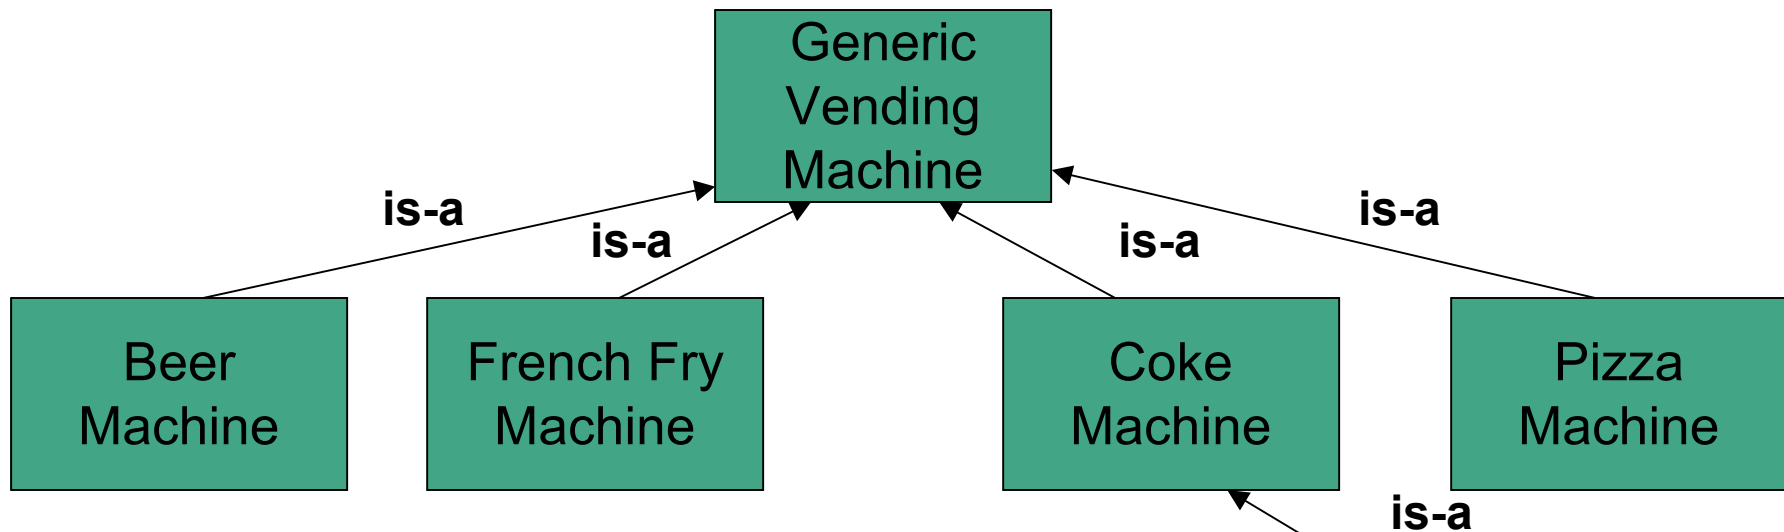 Generic
Vending
Machine
is-a
is-a
is-a
is-a
Beer
Machine
French Fry
Machine
Coke
Machine
Pizza
Machine
is-a